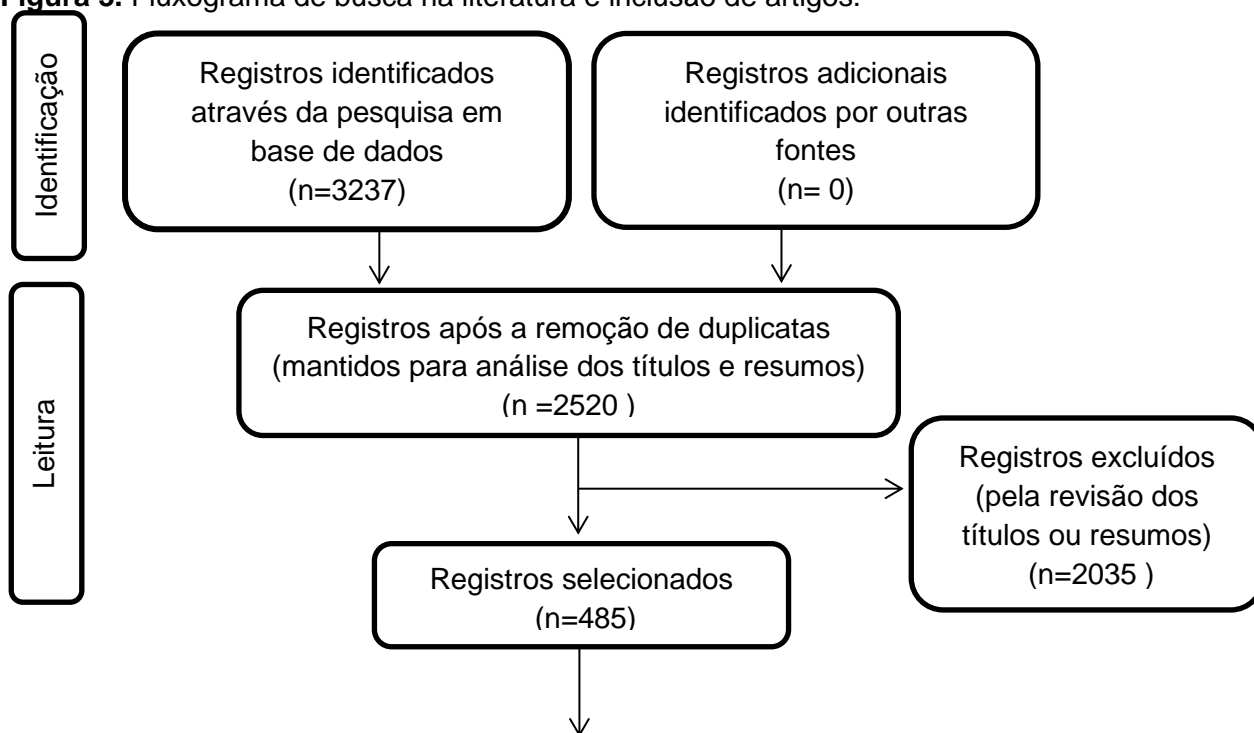 Figura 3. Fluxograma de busca na literatura e inclusão de artigos.
Identificação
Registros identificados
através da pesquisa em
base de dados
(n=3237)
Registros adicionais
identificados por outras
fontes
(n= 0)
Leitura
Registros após a remoção de duplicatas
(mantidos para análise dos títulos e resumos)
(n =2520 )
Registros excluídos
(pela revisão dos
títulos ou resumos)
(n=2035 )
Registros selecionados
(n=485)